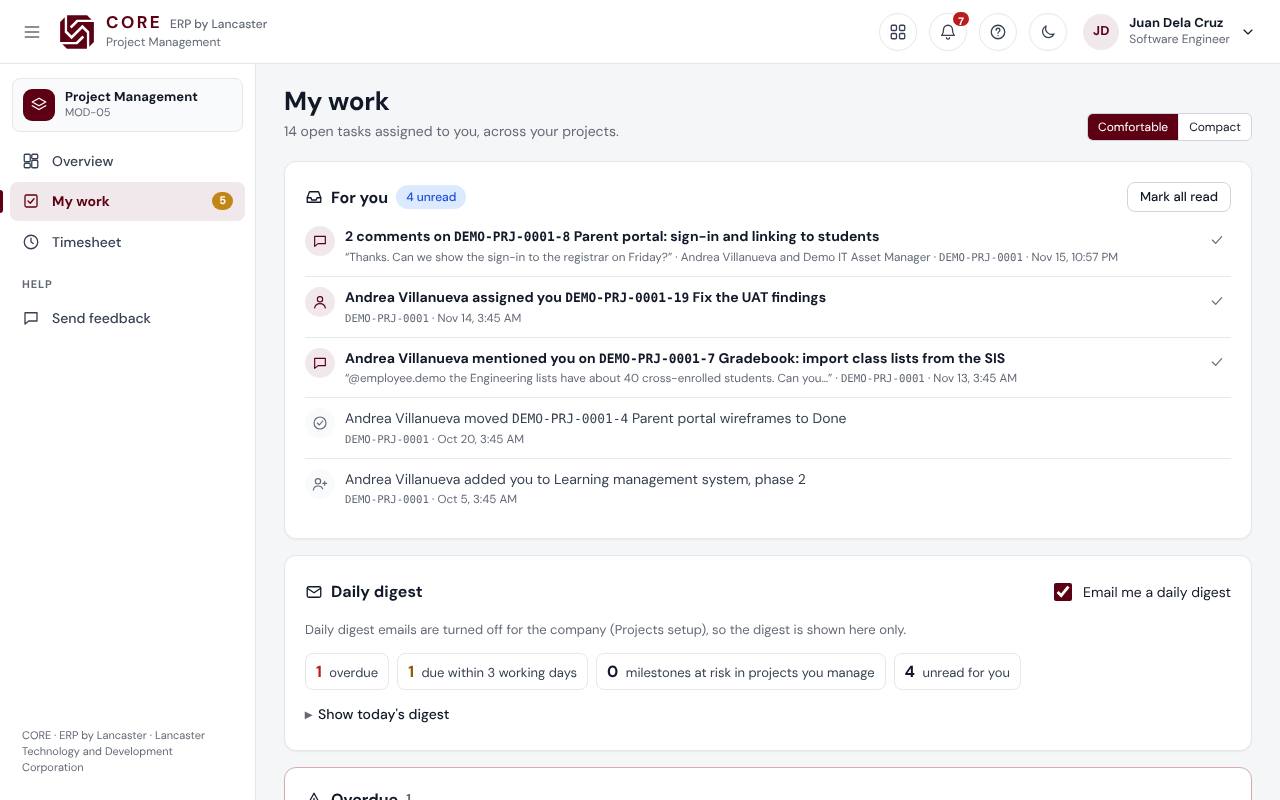 CORE ERP by Lancaster
Project Management
7
JD
Juan Dela Cruz
Software Engineer
Project Management
MOD-05
Overview
My work 5
Timesheet
HELP
Send feedback
CORE · ERP by Lancaster · Lancaster
Technology and Development
Corporation
My work
14 open tasks assigned to you, across your projects.
Comfortable Compact
For you 4 unread Mark all read
2 comments on DEMO-PRJ-0001-8 Parent portal: sign-in and linking to students
“Thanks. Can we show the sign-in to the registrar on Friday?” · Andrea Villanueva and Demo IT Asset Manager · DEMO-PRJ-0001 · Nov 15, 10:57 PM
Andrea Villanueva assigned you DEMO-PRJ-0001-19 Fix the UAT findings
DEMO-PRJ-0001 · Nov 14, 3:45 AM
Andrea Villanueva mentioned you on DEMO-PRJ-0001-7 Gradebook: import class lists from the SIS
“@employee.demo the Engineering lists have about 40 cross-enrolled students. Can you…” · DEMO-PRJ-0001 · Nov 13, 3:45 AM
Andrea Villanueva moved DEMO-PRJ-0001-4 Parent portal wireframes to Done
DEMO-PRJ-0001 · Oct 20, 3:45 AM
Andrea Villanueva added you to Learning management system, phase 2
DEMO-PRJ-0001 · Oct 5, 3:45 AM
Daily digest Email me a daily digest
Daily digest emails are turned off for the company (Projects setup), so the digest is shown here only.
1 overdue 1 due within 3 working days 0 milestones at risk in projects you manage 4 unread for you
Show today's digest
Overdue 1